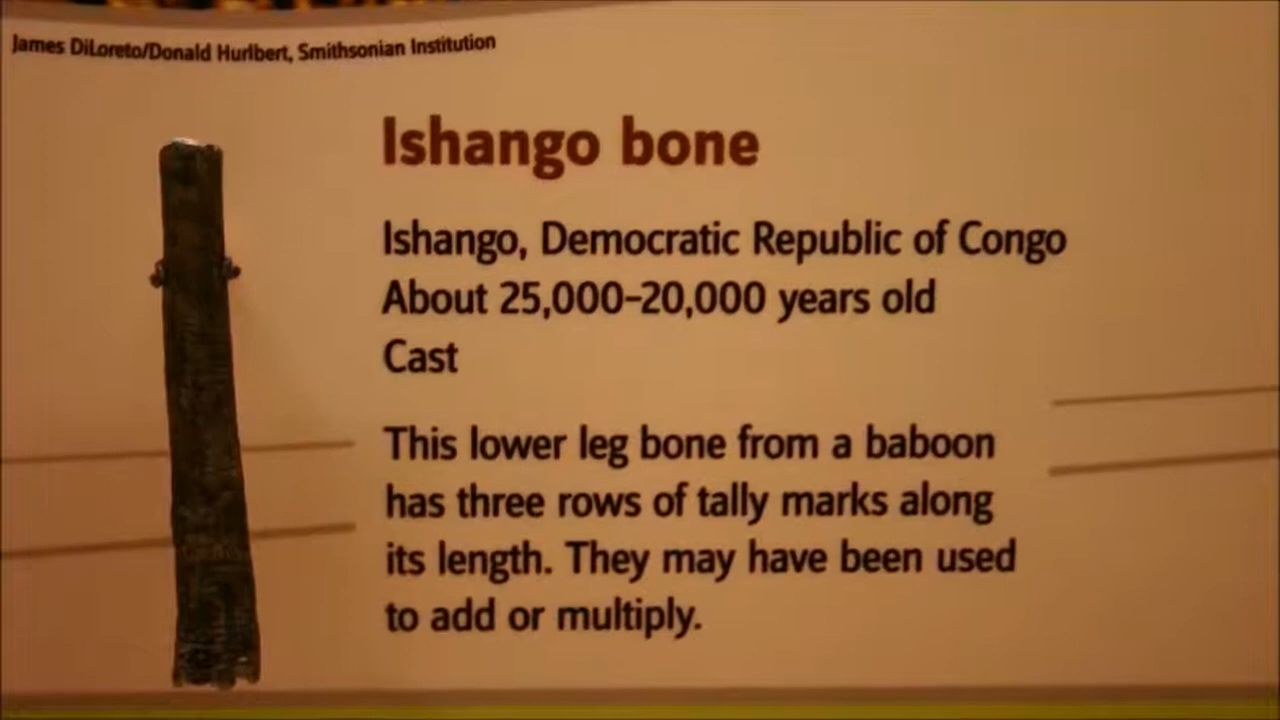 James DiLoreto/Donald Hurlbert, Smithsonian Institution
Ishango bone
Ishango, Democratic Republic of Congo
About 25,000–20,000 years old
Cast
This lower leg bone from a baboon
has three rows of tally marks along
its length. They may have been used
to add or multiply.